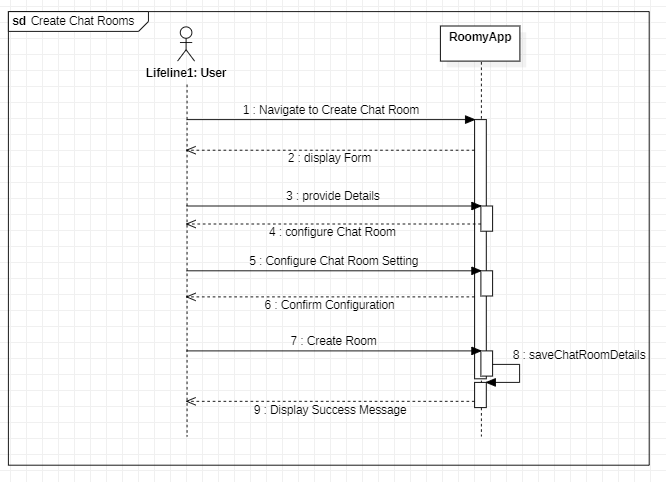 sd Create Chat Rooms
RoomyApp
Lifeline1: User
1 : Navigate to Create Chat Room
2 : display Form
3 : provide Details
4 : configure Chat Room
5 : Configure Chat Room Setting
6 : Confirm Configuration
7 : Create Room
8 : saveChatRoomDetails
9 : Display Success Message